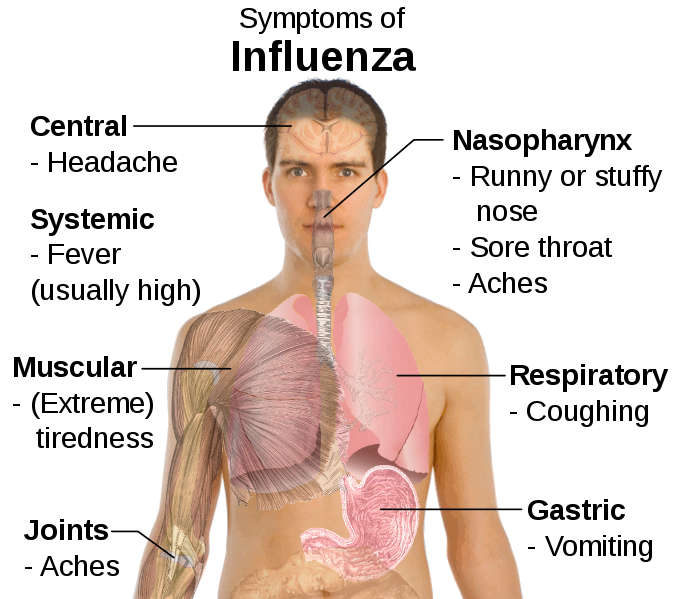 Symptoms of
Influenza
Central
- Headache
Systemic
- Fever
(usually high)
Muscular
- (Extreme)
tiredness
Joints
- Aches
Nasopharynx
- Runny or stuffy
nose
- Sore throat
- Aches
Respiratory
- Coughing
Gastric
- Vomiting